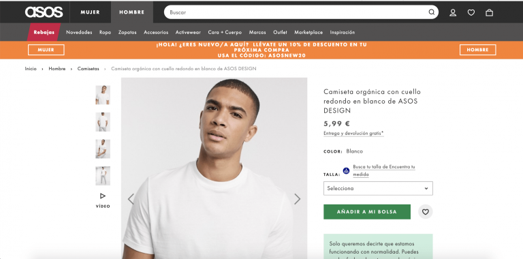 asos
MUJER
HOMBRE
Buscar
Rebajas
Novedades
Ropa
Zapatos
Accesorios
Activewear
Cara + Cuerpo
Marcas
Outlet
Marketplace
Inspiración
MUJER
¡HOLA! ¿ERES NUEVO/A AQUÍ? LLÉVATE UN 10% DE DESCUENTO EN TU
PRÓXIMA COMPRA
USA EL CÓDIGO: ASOSNEW30
HOMBRE
Inicio › Hombre › Camisetas › Camiseta orgánica con cuello redondo en blanco de ASOS DESIGN
VÍDEO
Camiseta orgánica con cuello
redondo en blanco de ASOS
DESIGN
5,99 €
Entrega y devolución gratis*
COLOR: Blanco
TALLA:
Busca tu talla de Encuentra tu
medida
Selecciona
AÑADIR A MI BOLSA
Solo queremos decirte que estamos
funcionando con normalidad. Puedes